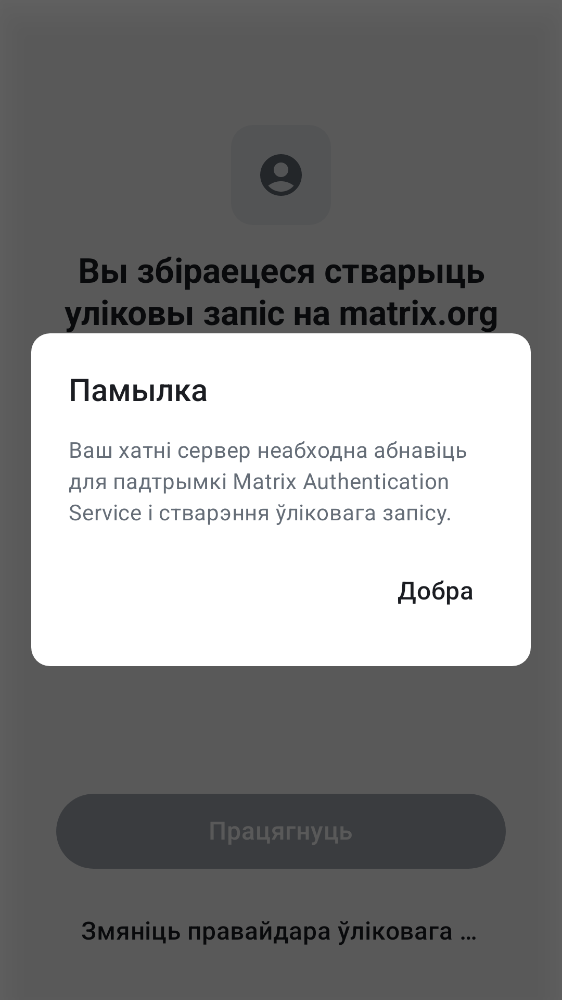 Вы збіраецеся стварыць
уліковы запіс на matrix.org
Памылка
Ваш хатні сервер неабходна абнавіць
для падтрымкі Matrix Authentication
Service і стварэння ўліковага запісу.
Добра
Працягнуць
Змяніць правайдара ўліковага ...